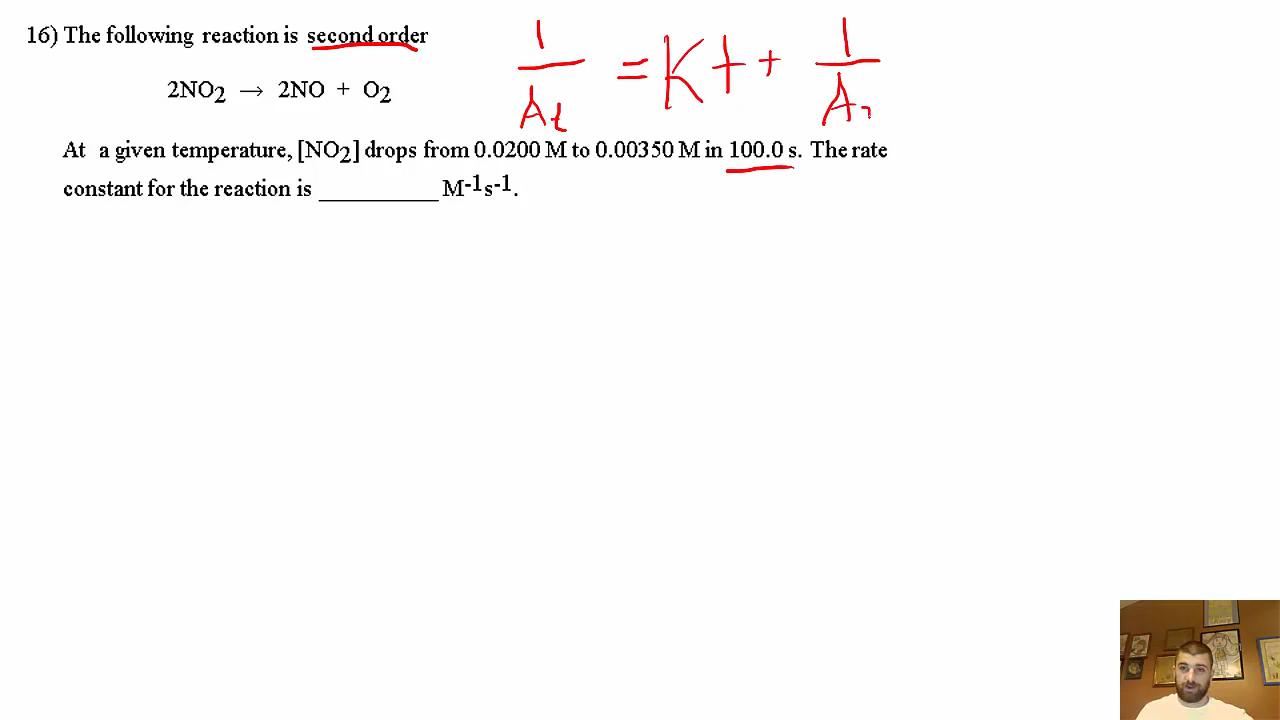 16) The following reaction is second order
2NO2 → 2NO + O2
1/At = Kt + 1/A
At a given temperature, [NO2] drops from 0.0200 M to 0.00350 M in 100.0 s. The rate
constant for the reaction is __________ M-1s-1.